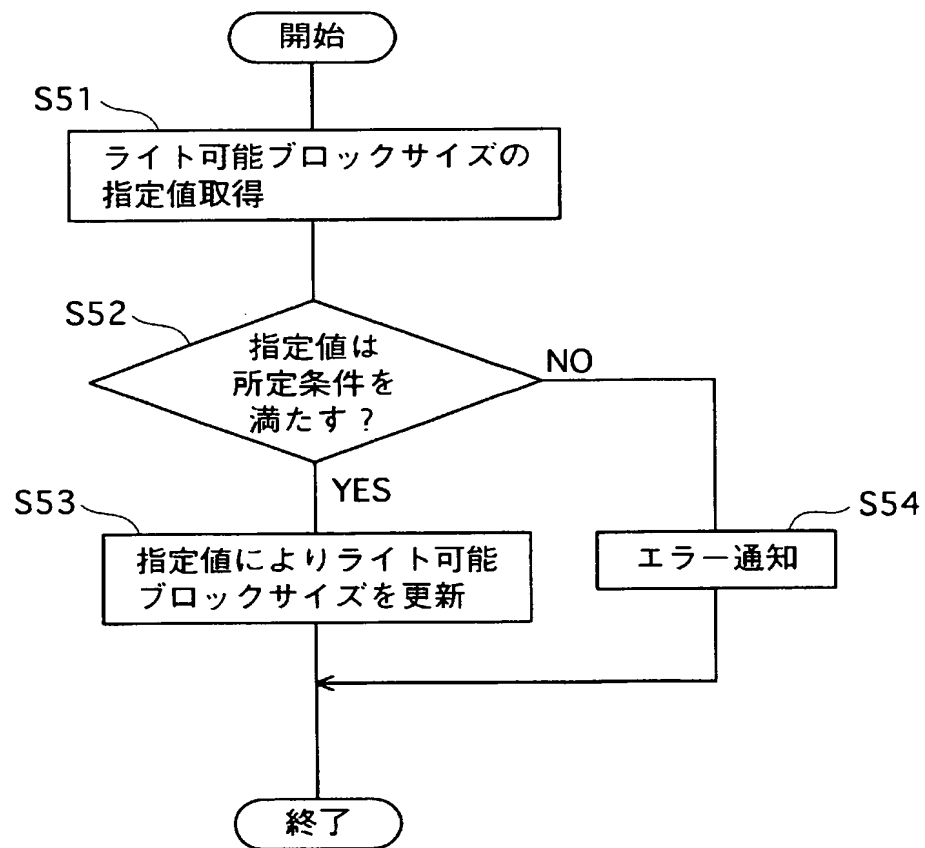 開始
S51
ライト可能ブロックサイズの
指定値取得
S52
指定値は
所定条件を
満たす?
NO
YES
S53
指定値によりライト可能
ブロックサイズを更新
S54
エラー通知
終了